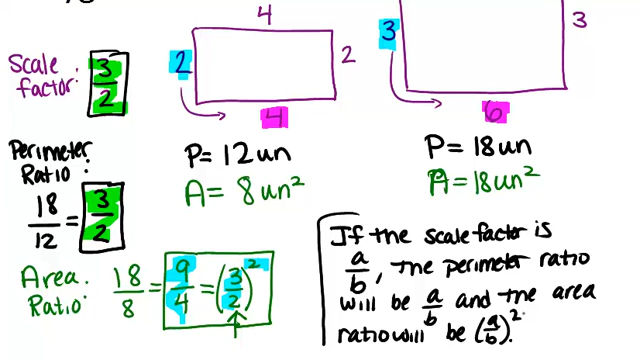 4
2
2
4
3
3
6
Scale factor: 3/2
P = 12 un
A = 8 un²
P = 18 un
A = 18 un²
Perimeter Ratio:
18/12 = 3/2
Area Ratio: 18/8 = 9/4 = (3/2)²
If the scale factor is
a/b, the perimeter ratio
will be a/b and the area
ratio will be (a/b)².